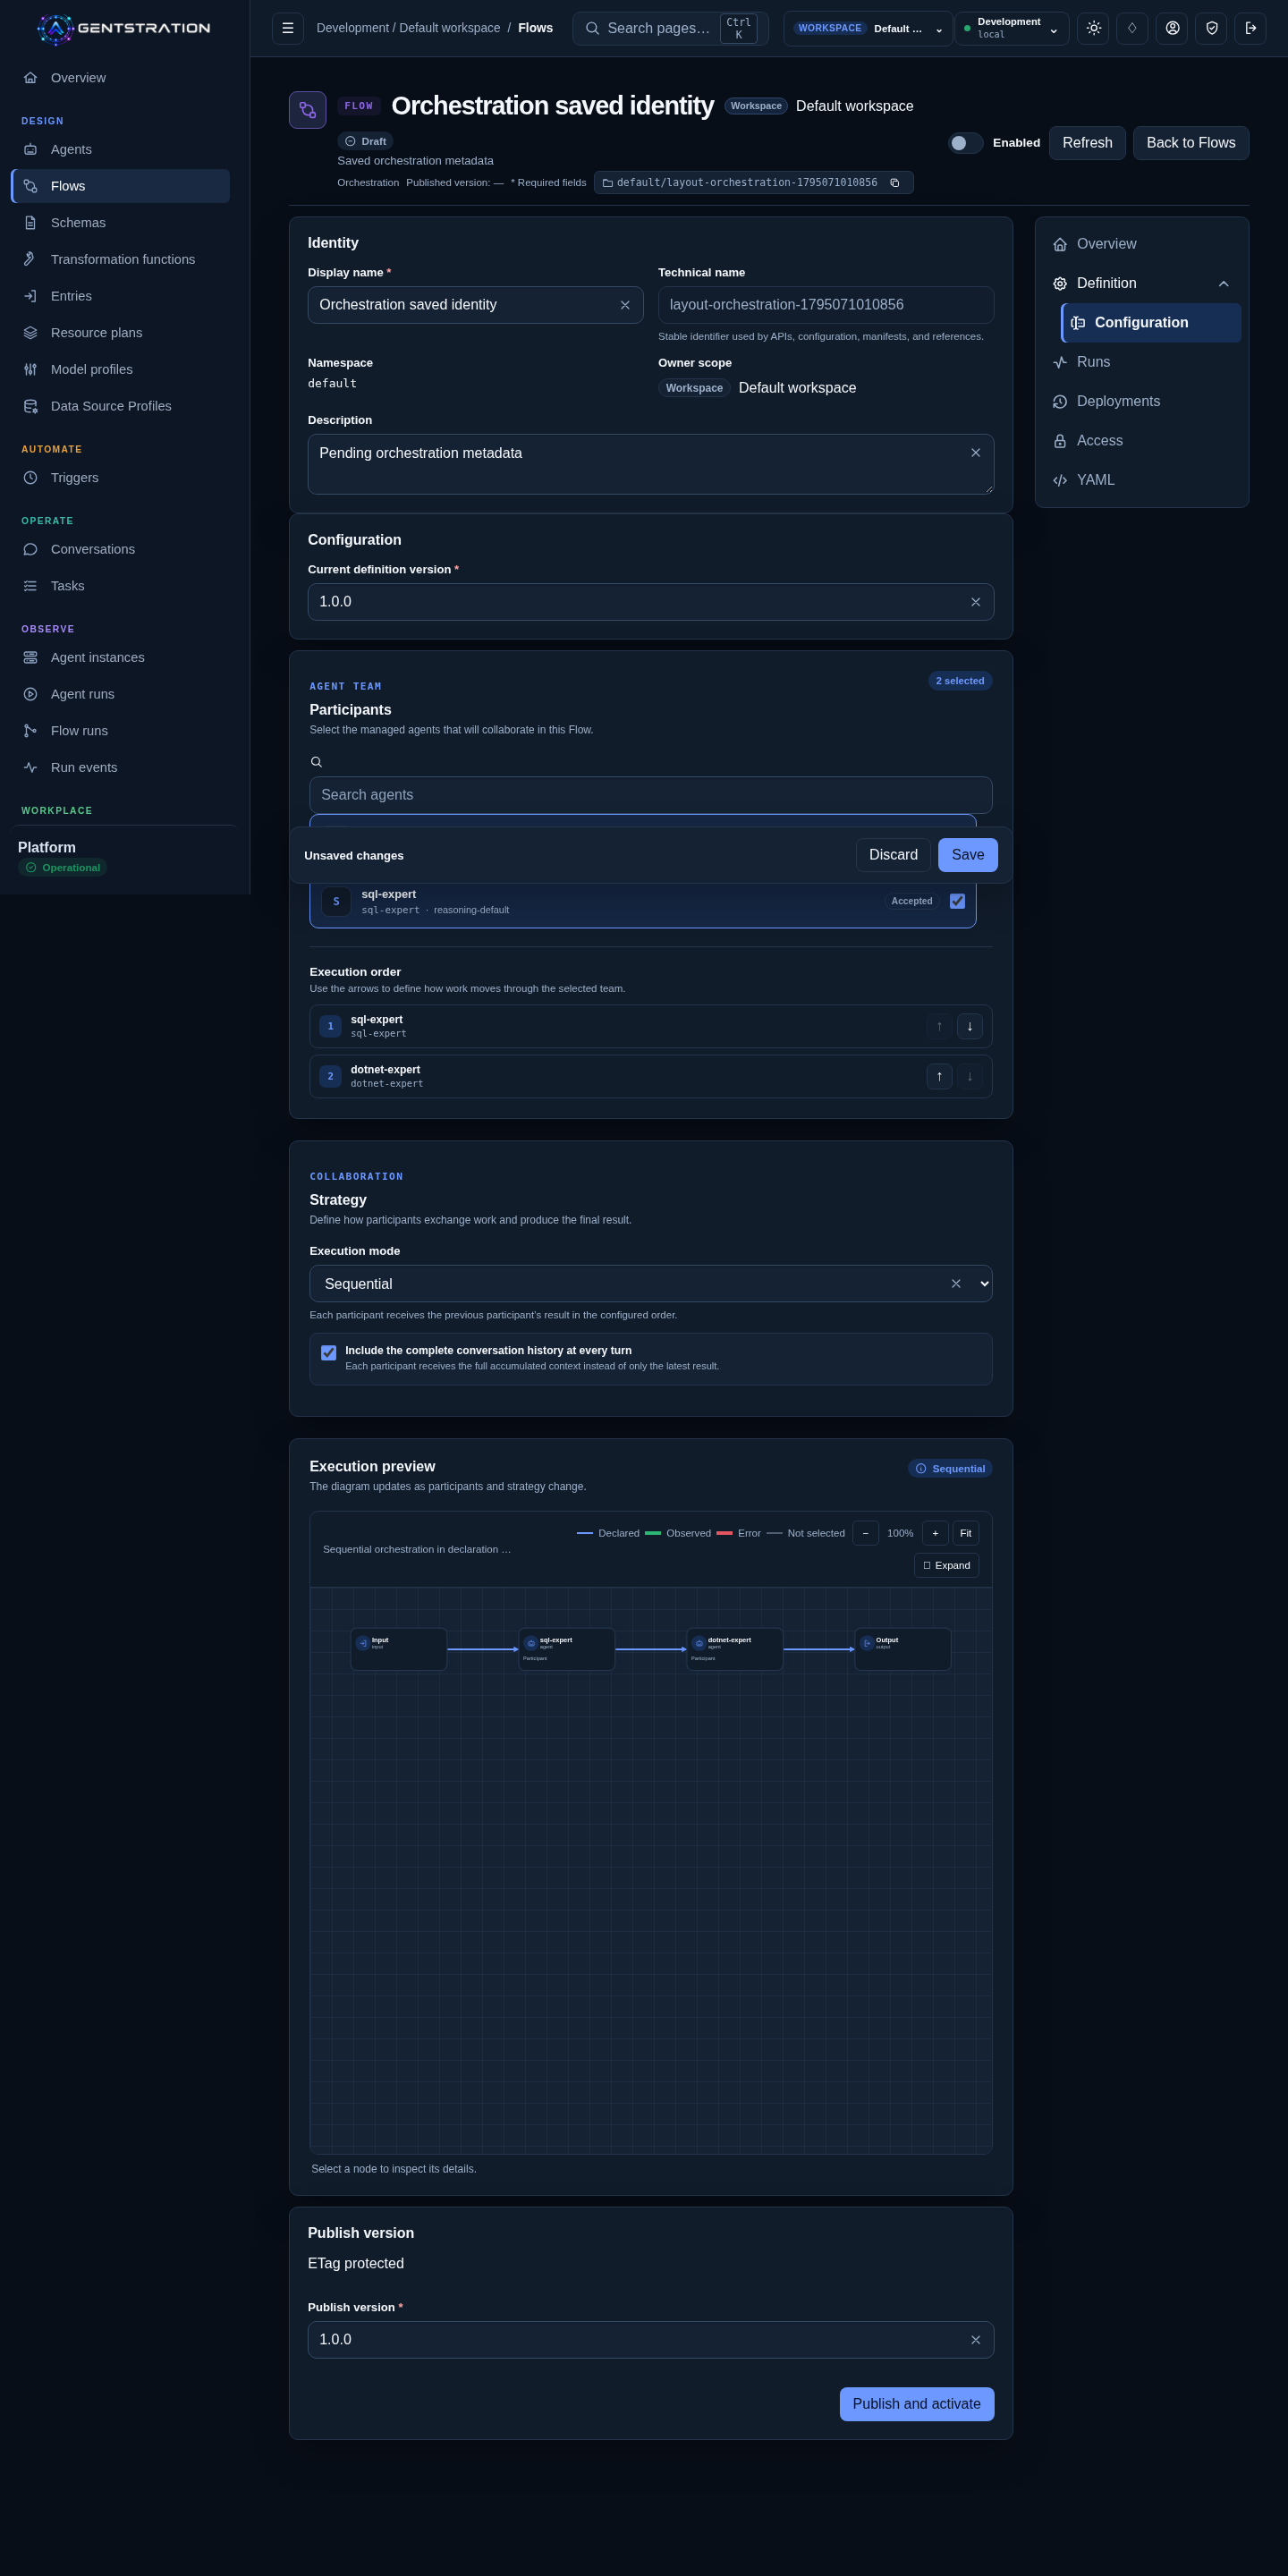 GENTSTRATION
Overview
DESIGN
Agents
Flows
Schemas
Transformation functions
Entries
Resource plans
Model profiles
Data Source Profiles
AUTOMATE
Triggers
OPERATE
Conversations
Tasks
OBSERVE
Agent instances
Agent runs
Flow runs
Run events
WORKPLACE
Platform
Operational
Development / Default workspace / Flows
Search pages…
Ctrl
K
WORKSPACE Default …
Development
local
FLOW Orchestration saved identity Workspace Default workspace
Draft
Saved orchestration metadata
Orchestration Published version: — * Required fields default/layout-orchestration-1795071010856
Enabled Refresh Back to Flows
Identity
Display name *
Orchestration saved identity
Technical name
layout-orchestration-1795071010856
Stable identifier used by APIs, configuration, manifests, and references.
Namespace
default
Owner scope
Workspace Default workspace
Description
Pending orchestration metadata
Overview
Definition
Configuration
Runs
Deployments
Access
YAML
Configuration
Current definition version *
1.0.0
AGENT TEAM
2 selected
Participants
Select the managed agents that will collaborate in this Flow.
Search agents
Unsaved changes Discard Save
S sql-expert
sql-expert · reasoning-default
Accepted
Execution order
Use the arrows to define how work moves through the selected team.
1 sql-expert
sql-expert
↑ ↓
2 dotnet-expert
dotnet-expert
↑ ↓
COLLABORATION
Strategy
Define how participants exchange work and produce the final result.
Execution mode
Sequential
Each participant receives the previous participant's result in the configured order.
Include the complete conversation history at every turn
Each participant receives the full accumulated context instead of only the latest result.
Execution preview
Sequential
The diagram updates as participants and strategy change.
Sequential orchestration in declaration …
Declared Observed Error Not selected − 100% + Fit
Expand
Input
input
sql-expert
agent
Participant
dotnet-expert
agent
Participant
Output
output
Select a node to inspect its details.
Publish version
ETag protected
Publish version *
1.0.0
Publish and activate